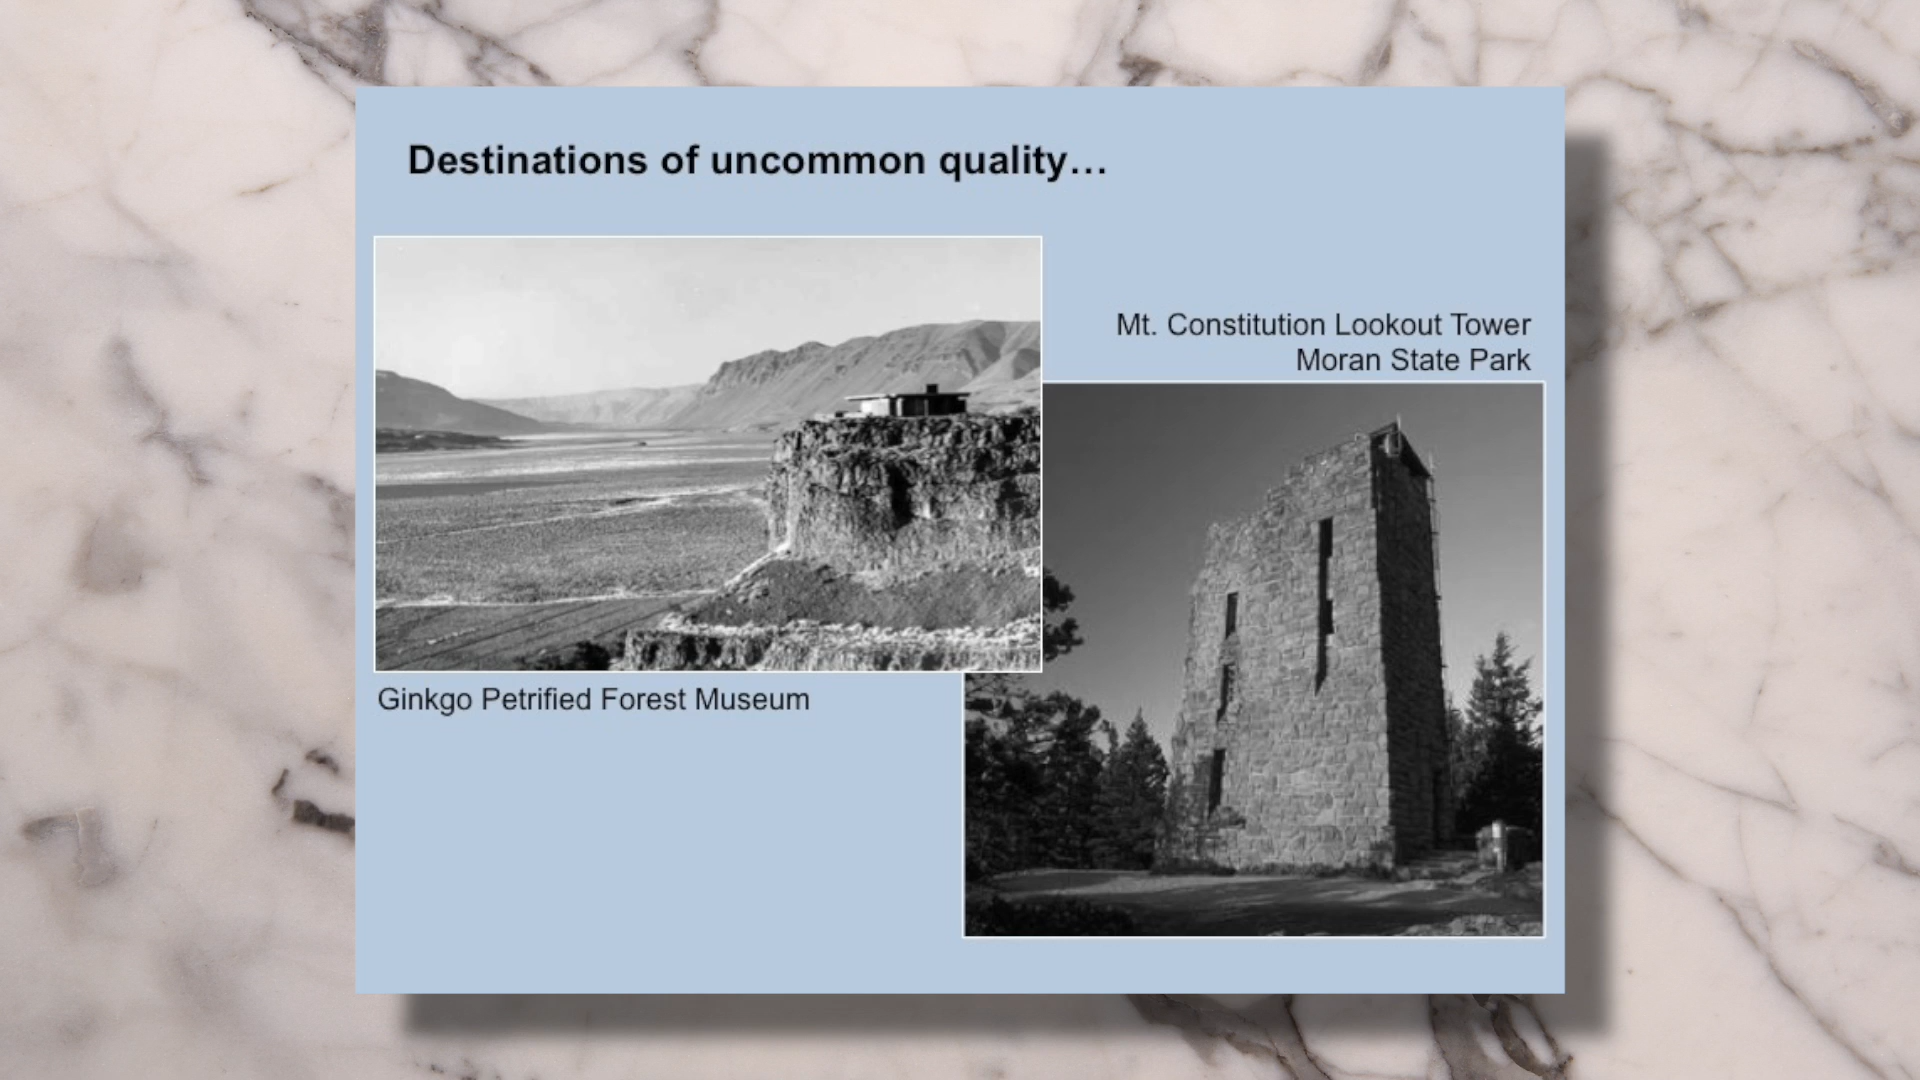 Destinations of uncommon quality…
Mt. Constitution Lookout Tower
Moran State Park
Ginkgo Petrified Forest Museum